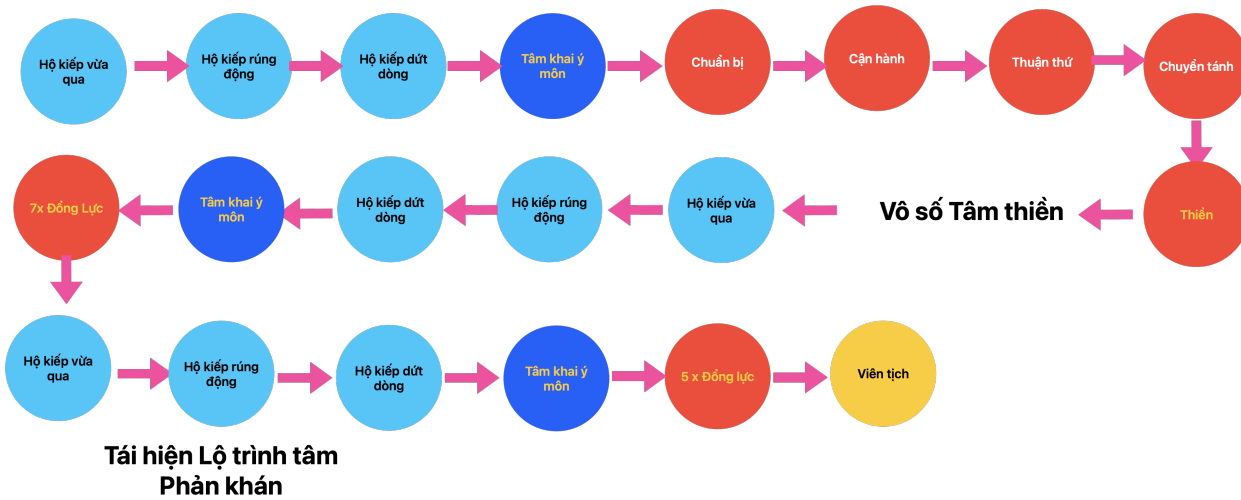 Hộ kiếp vừa
qua
Hộ kiếp rúng
động
Hộ kiếp dứt
dòng
Tâm khai ý
môn
Chuẩn bị
Cận hành
Thuận thứ
Chuyển tánh
Thiền
Vô số Tâm thiền
Hộ kiếp vừa
qua
Hộ kiếp rúng
động
Hộ kiếp dứt
dòng
Tâm khai ý
môn
7x Đổng Lực
Hộ kiếp vừa
qua
Hộ kiếp rúng
động
Hộ kiếp dứt
dòng
Tâm khai ý
môn
5 x Đổng lực
Viên tịch
Tái hiện Lộ trình tâm
Phản khán